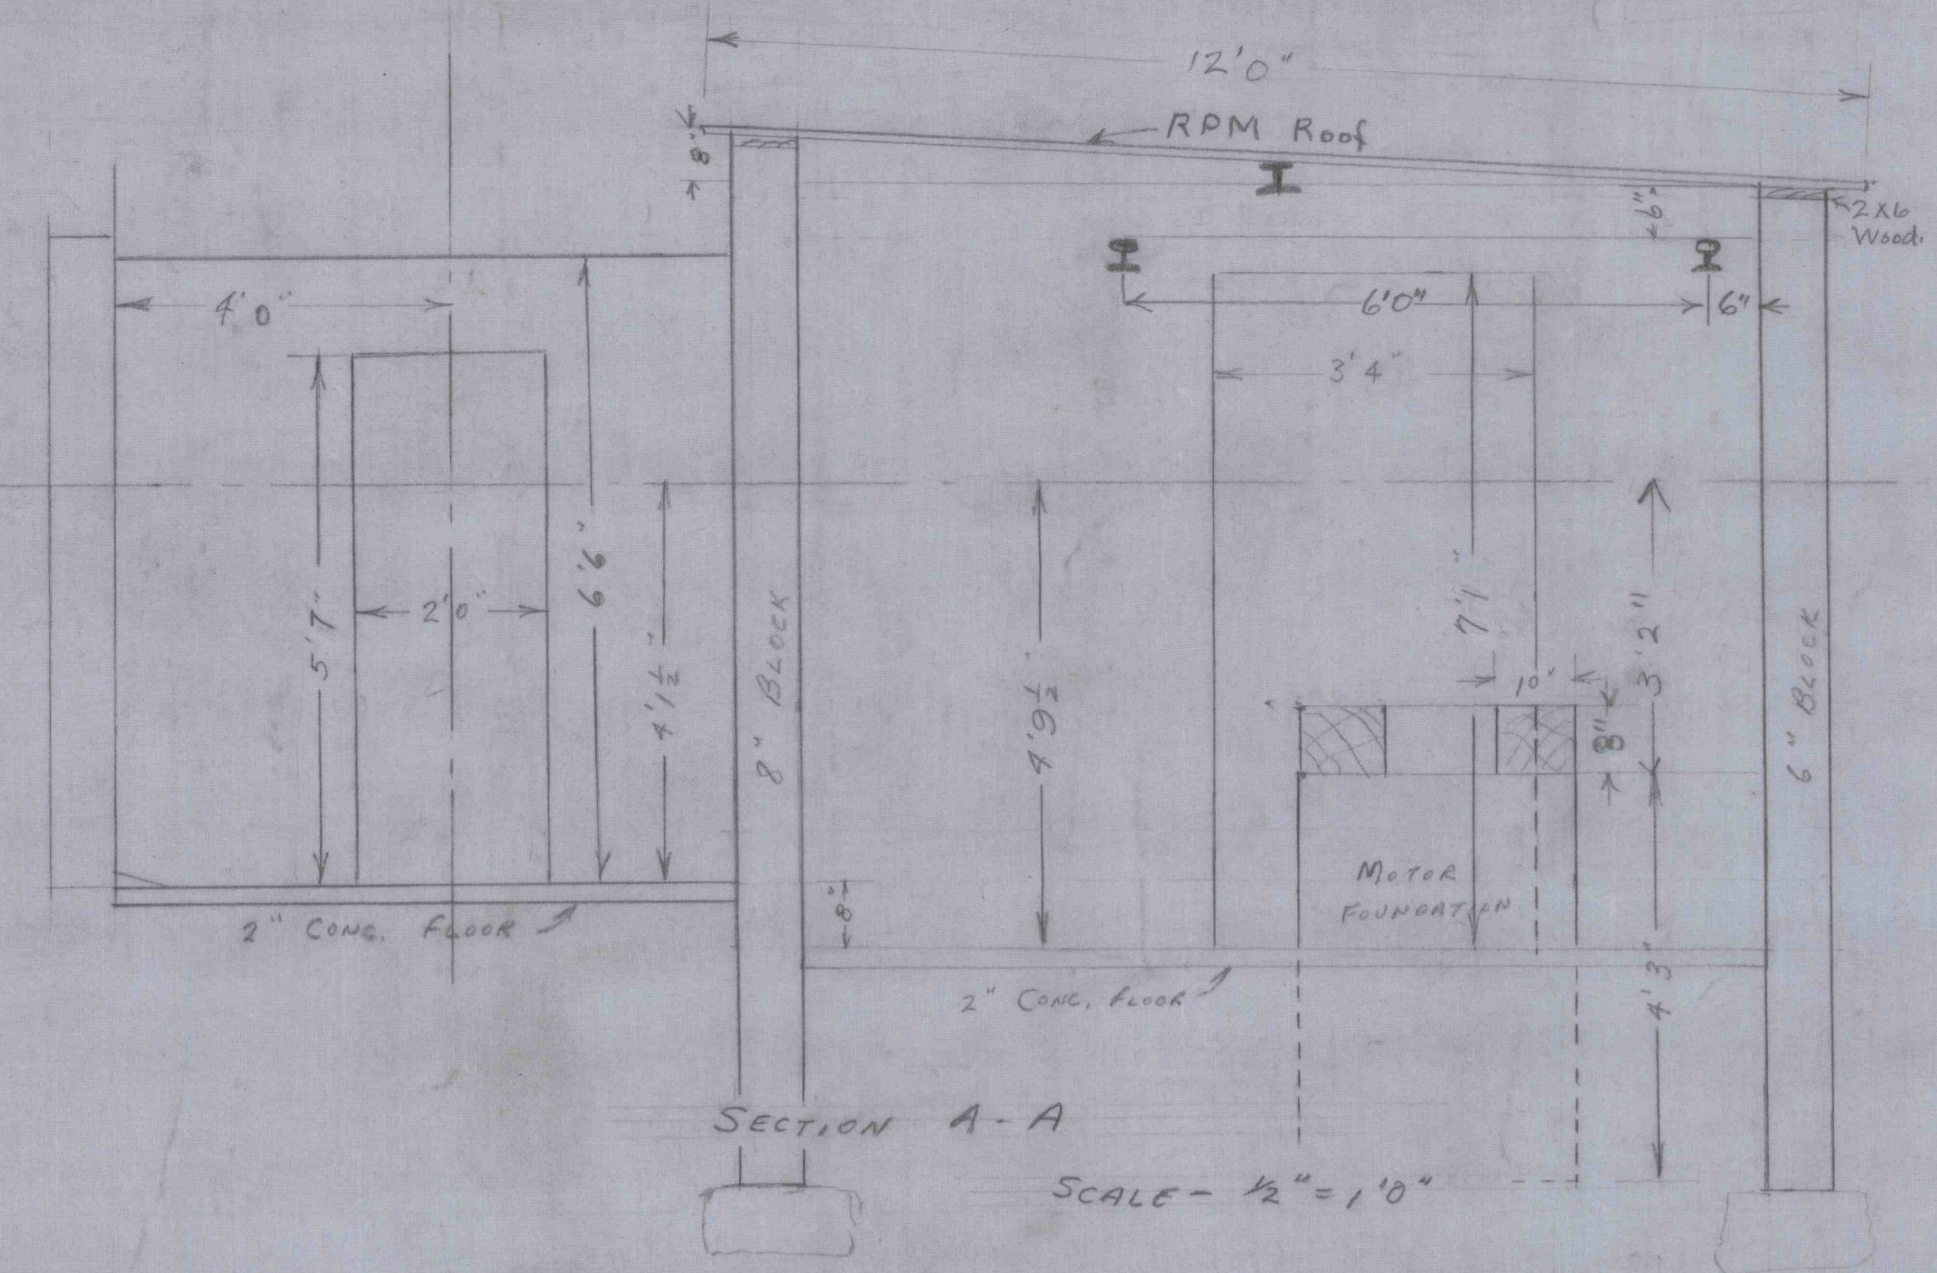 12'0"
RPM Roof
8"
6"
2x6
Wood.
4'0"
6'0"
6"
3'4"
5'7"
2'0"
6'6"
4'1½"
8" BLOCK
4'9½"
7'1"
3'2"
10"
8"
6" BLOCK
MOTOR
FOUNDATION
8"
2" CONC. FLOOR
4'3"
2" CONC. FLOOR
SECTION A-A
SCALE - ½" = 1'0"